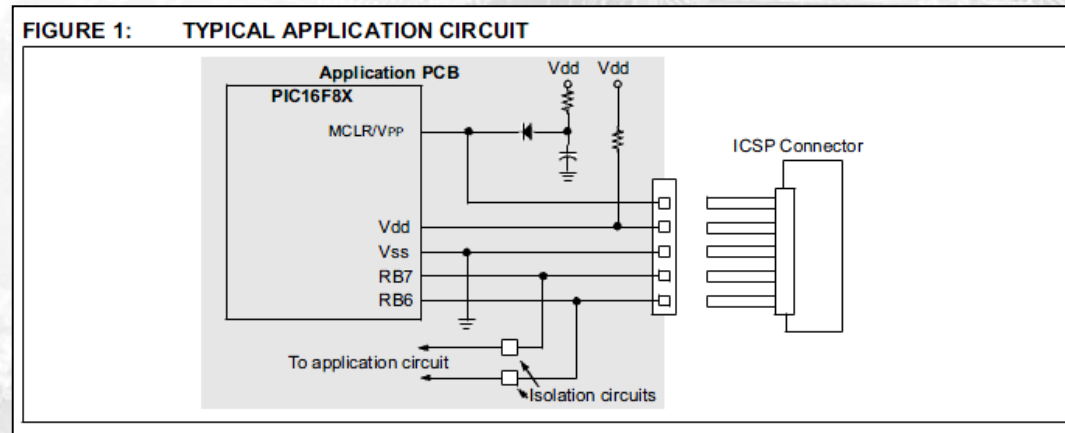 FIGURE 1: TYPICAL APPLICATION CIRCUIT
Application PCB
Vdd Vdd
PIC16F8X
MCLR/VPP
ICSP Connector
Vdd
Vss
RB7
RB6
To application circuit
Isolation circuits